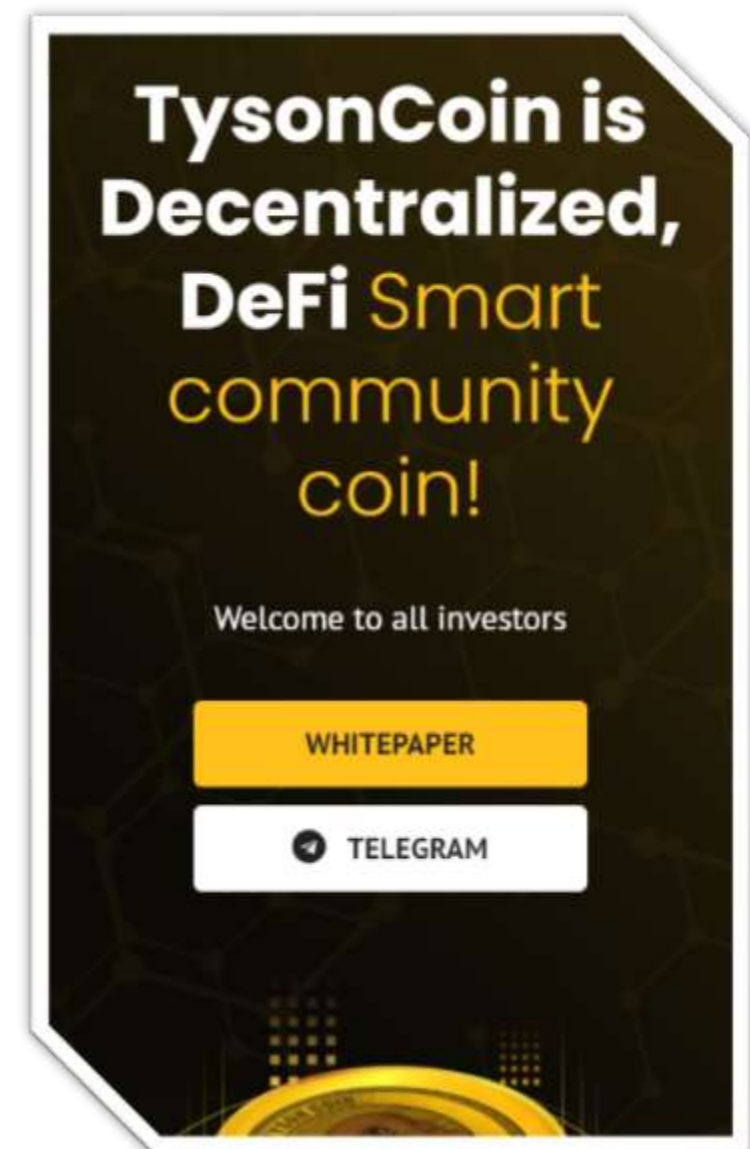 TysonCoin is
Decentralized,
DeFi Smart
community
coin!
Welcome to all investors
WHITEPAPER
TELEGRAM